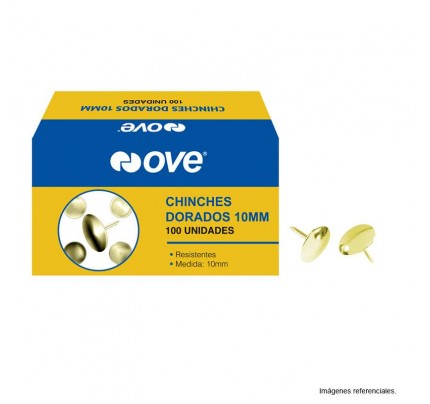 CHINCHES DORADOS 10MM
100 UNIDADES
ove®
ove®
CHINCHES
DORADOS 10MM
100 UNIDADES
• Resistentes
• Medida: 10mm
Imágenes referenciales.